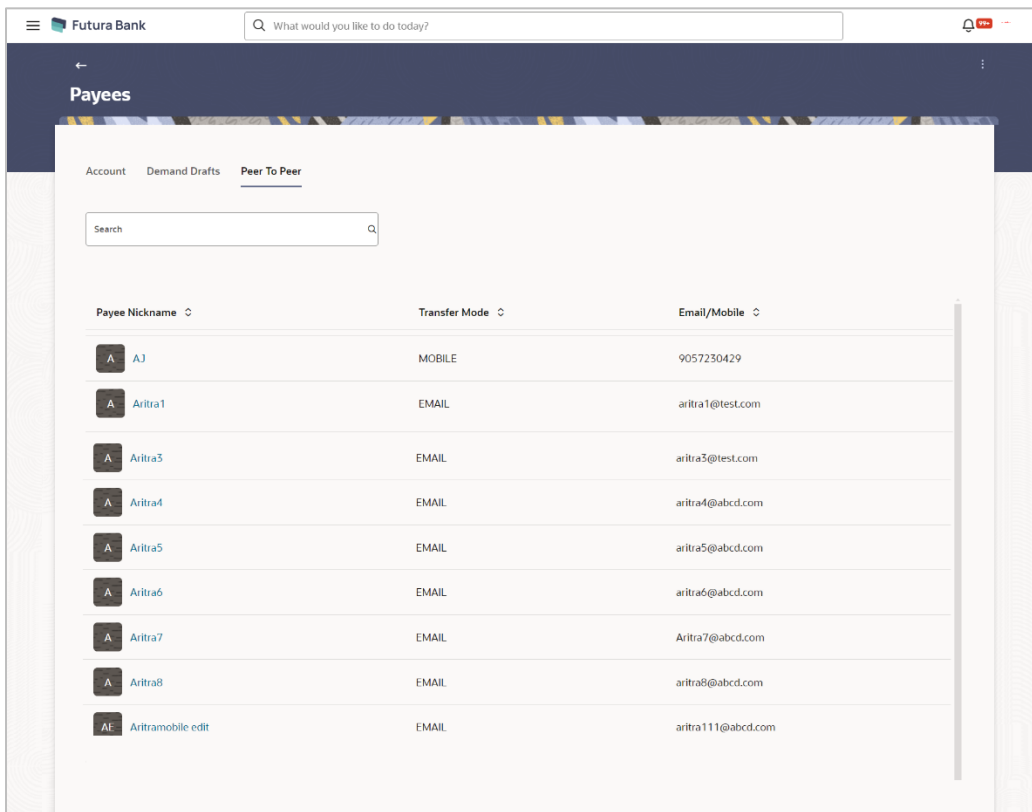 Futura Bank What would you like to do today? 99+
Payees
Account Demand Drafts Peer To Peer
Search
Payee Nickname Transfer Mode Email/Mobile
A AJ MOBILE 9057230429
A Aritra1 EMAIL aritra1@test.com
A Aritra3 EMAIL aritra3@test.com
A Aritra4 EMAIL aritra4@abcd.com
A Aritra5 EMAIL aritra5@abcd.com
A Aritra6 EMAIL aritra6@abcd.com
A Aritra7 EMAIL Aritra7@abcd.com
A Aritra8 EMAIL aritra8@abcd.com
AE Aritramobile edit EMAIL aritra111@abcd.com